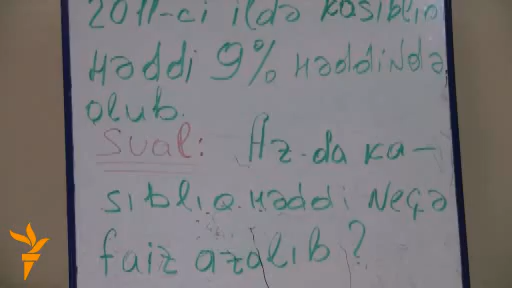 2011-ci ildə kasıblıq
həddi 9% həddində
olub.
Sual: Az-da ka-
sıblıq həddi neçə
faiz azalıb?